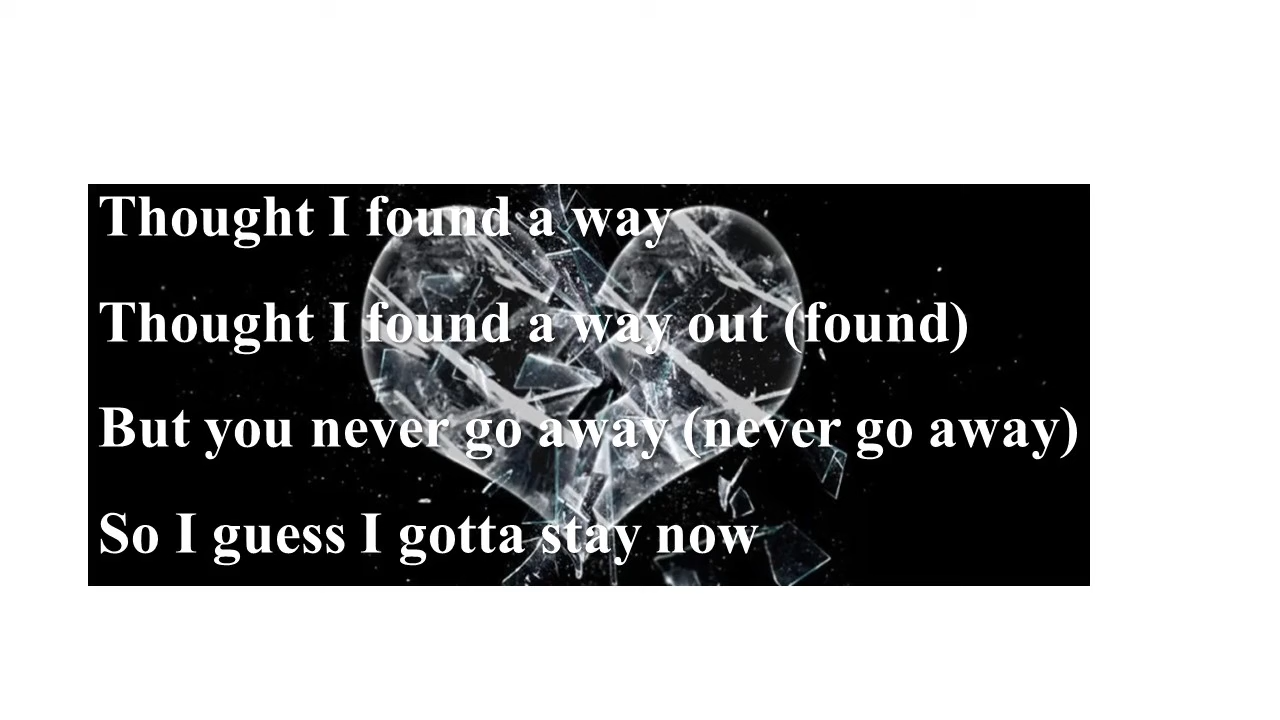 Thought I found a way
Thought I found a way out (found)
But you never go away (never go away)
So I guess I gotta stay now